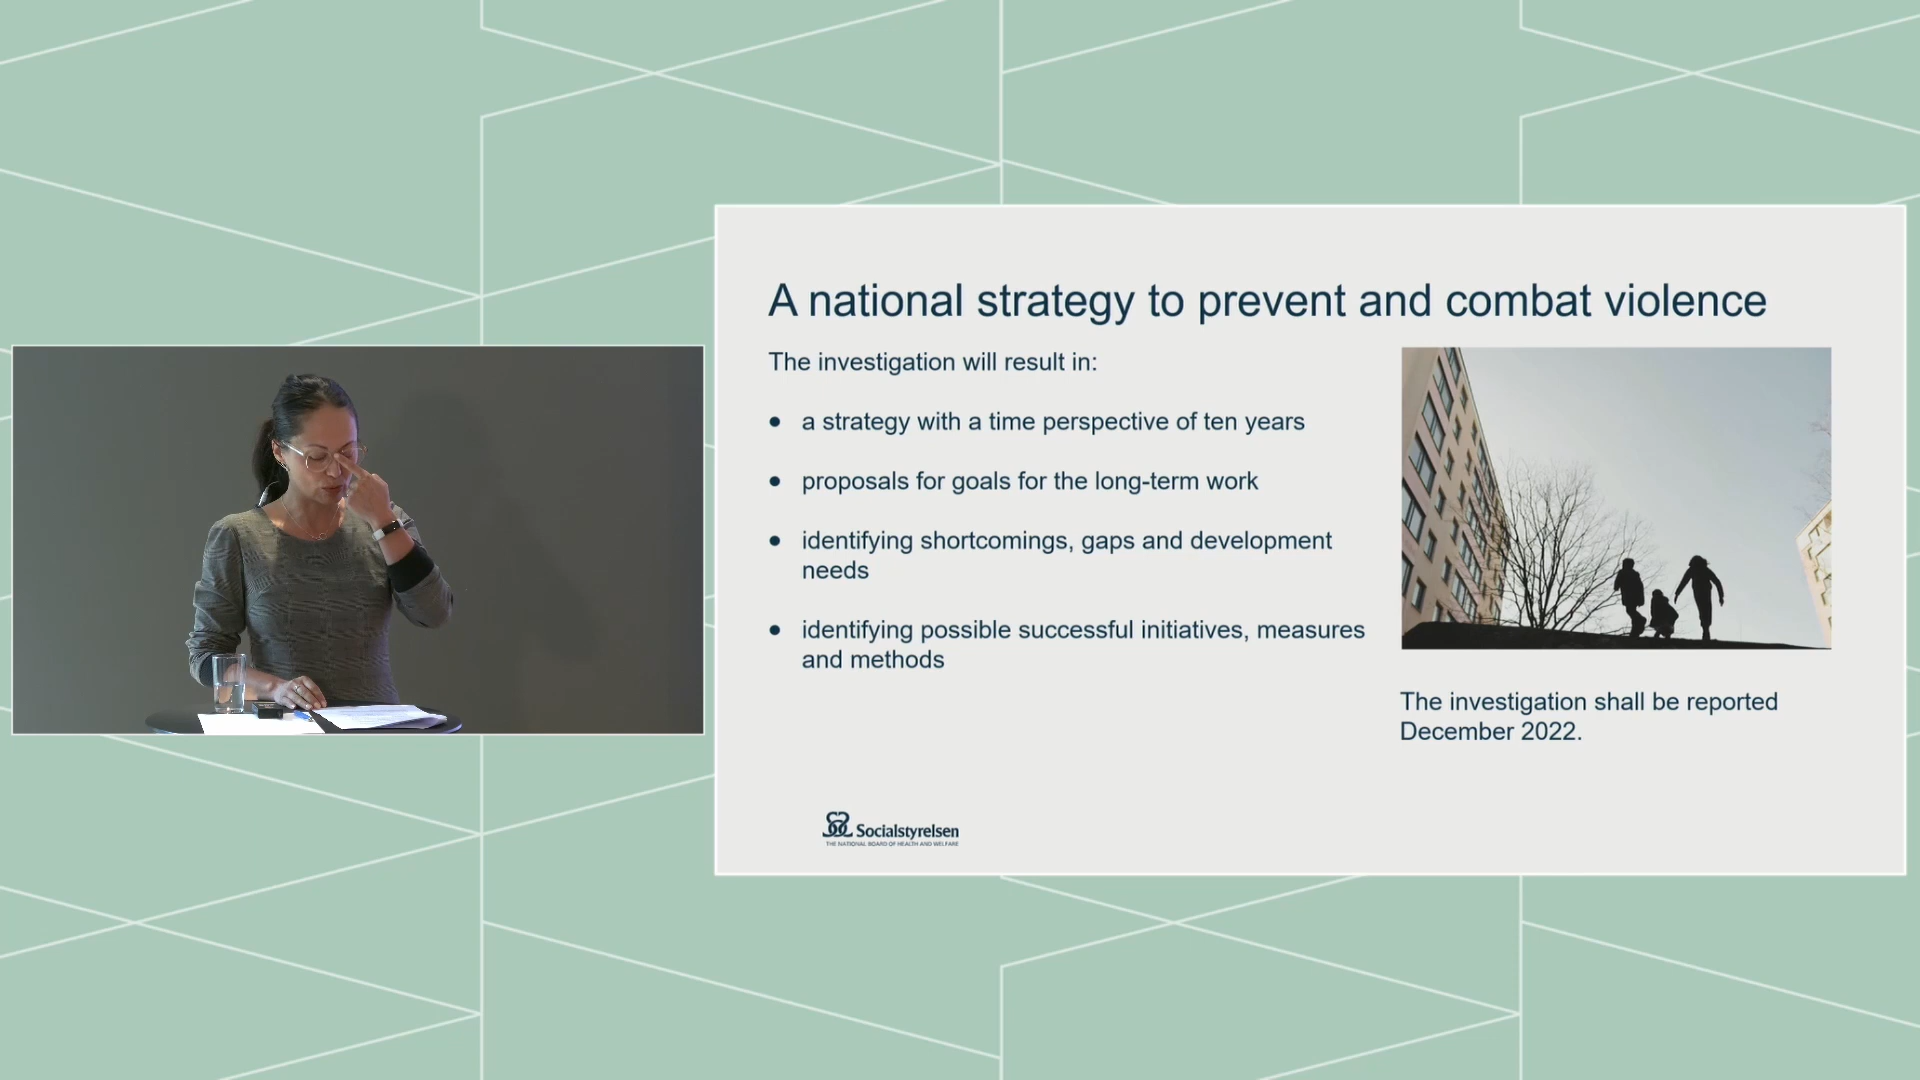 A national strategy to prevent and combat violence
The investigation will result in:
• a strategy with a time perspective of ten years
• proposals for goals for the long-term work
• identifying shortcomings, gaps and development
needs
• identifying possible successful initiatives, measures
and methods
The investigation shall be reported
December 2022.
Socialstyrelsen
THE NATIONAL BOARD OF HEALTH AND WELFARE